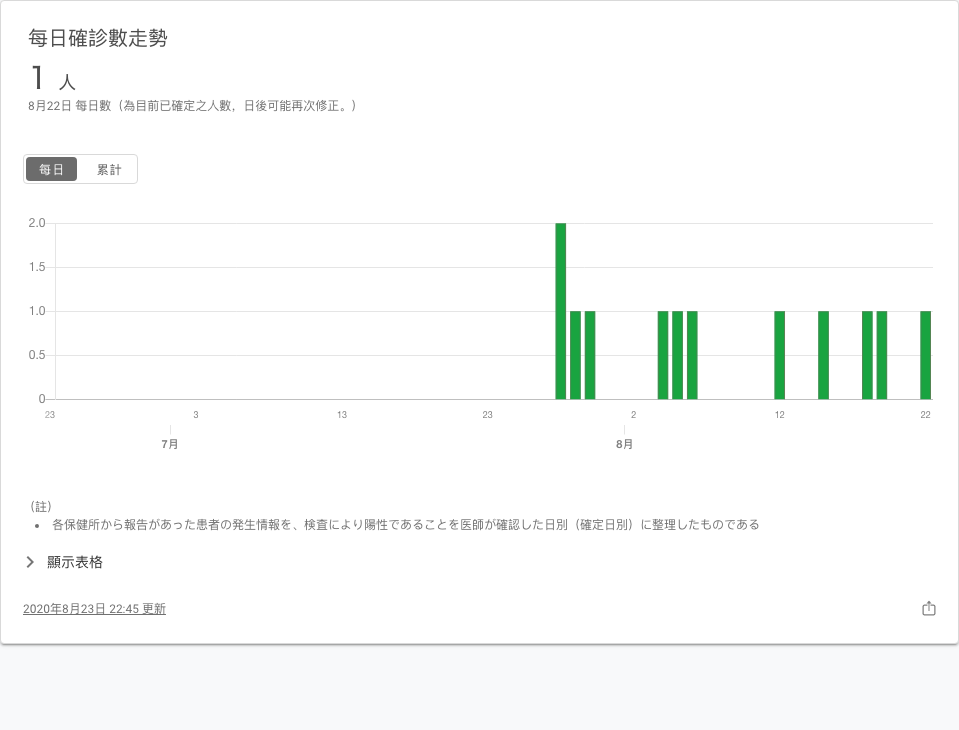 每日確診數走勢
1 人
8月22日 每日數（為目前已確定之人數，日後可能再次修正。）
每日 累計
2.0
1.5
1.0
0.5
0
23 3 13 23 2 12 22
7月 8月
（註）
• 各保健所から報告があった患者の発生情報を、検査により陽性であることを医師が確認した日別（確定日別）に整理したものである
顯示表格
2020年8月23日 22:45 更新